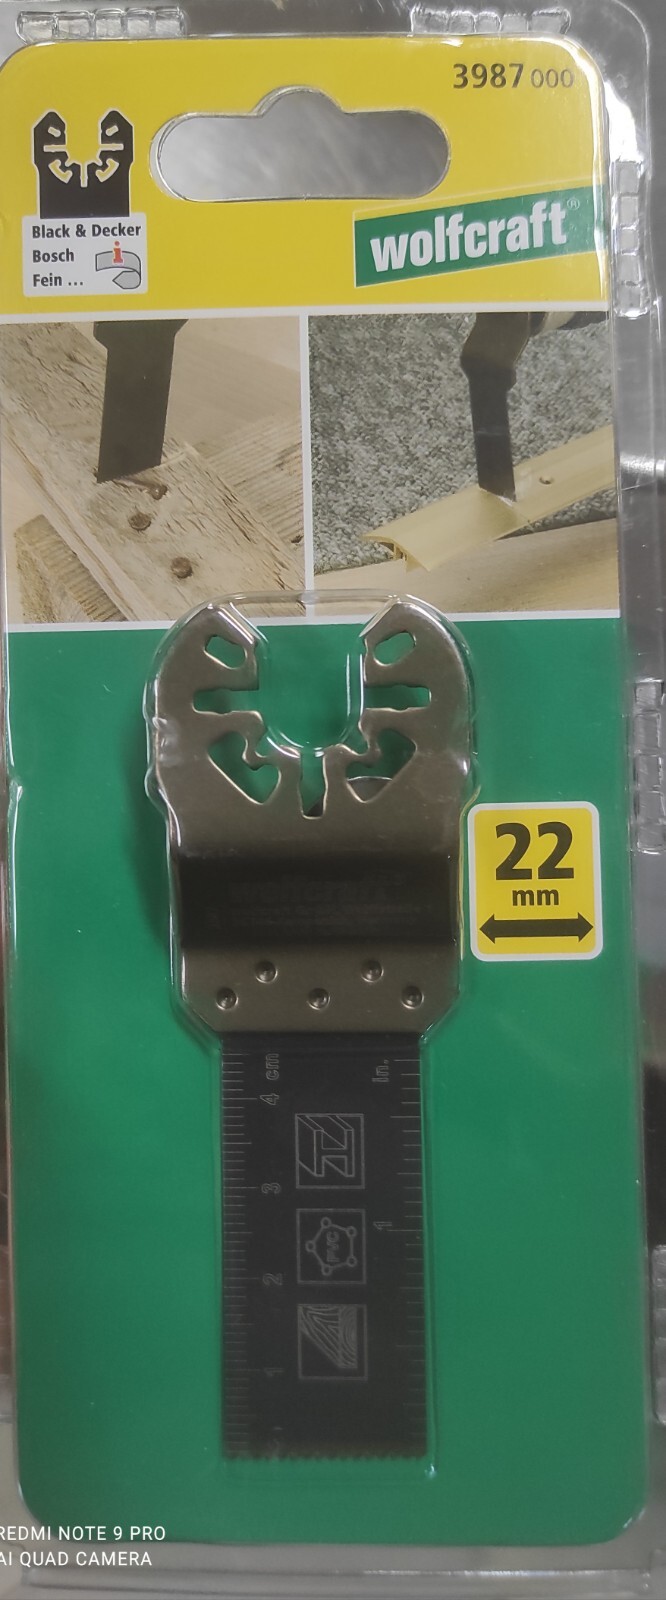 3987 000
Black & Decker
Bosch i
Fein ...
wolfcraft®
22
mm
cm in.
4
3
1
PVC
2
1
REDMI NOTE 9 PRO
AI QUAD CAMERA